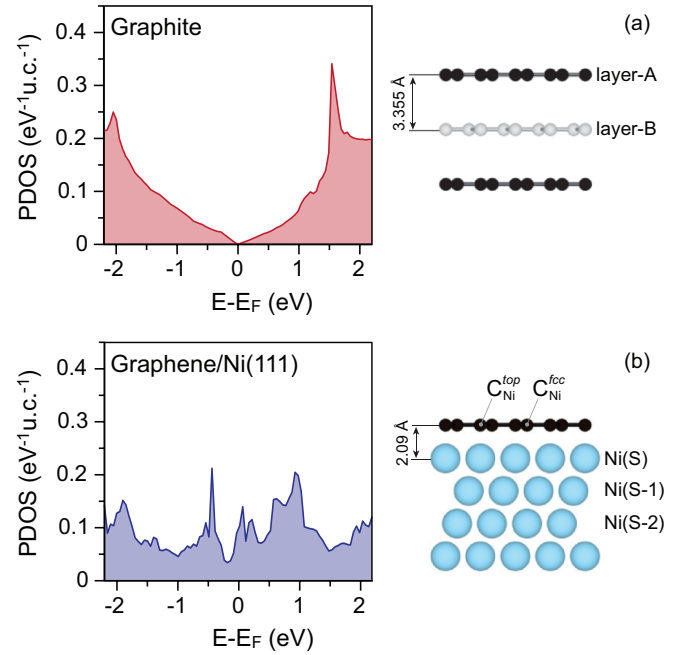 Graphite
(a)
PDOS (eV⁻¹u.c.⁻¹)
0.4
0.3
0.2
0.1
0
-2
-1
0
1
2
E-E_F (eV)
3.355 Å
layer-A
layer-B
Graphene/Ni(111)
(b)
PDOS (eV⁻¹u.c.⁻¹)
0.4
0.3
0.2
0.1
0
-2
-1
0
1
2
E-E_F (eV)
C_Ni^top
C_Ni^fcc
2.09 Å
Ni(S)
Ni(S-1)
Ni(S-2)